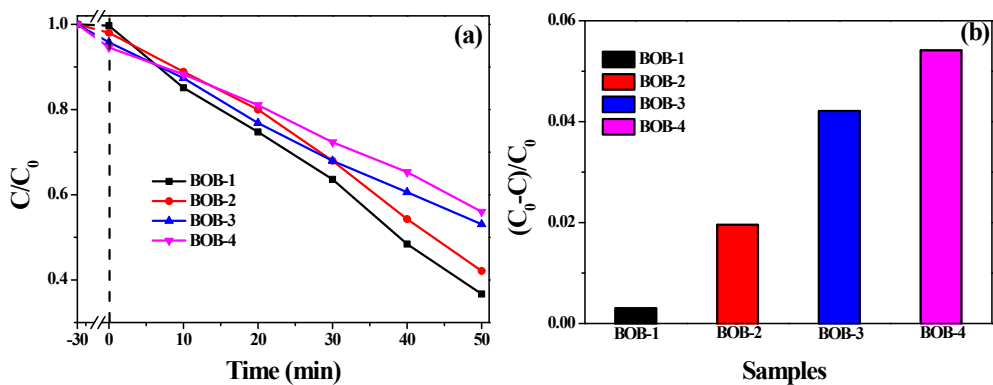 (a)
1.0
0.8
0.6
0.4
C/C₀
BOB-1
BOB-2
BOB-3
BOB-4
-30 0 10 20 30 40 50
Time (min)
(b)
0.06
0.04
0.02
0.00
(C₀-C)/C₀
BOB-1
BOB-2
BOB-3
BOB-4
BOB-1 BOB-2 BOB-3 BOB-4
Samples